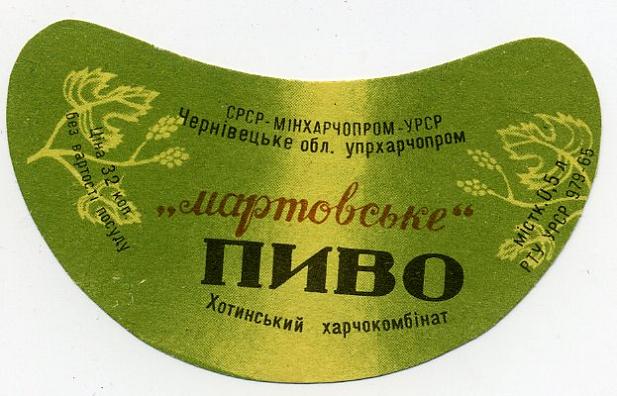 СРСР-МІНХАРЧОПРОМ-УРСР
Чернівецьке обл. упрхарчопром
Ціна 32 коп.
без вартості посуду
„мартовське“
ПИВО
Хотинський харчокомбінат
містк. 0,5 л
РТУ УРСР 979-65